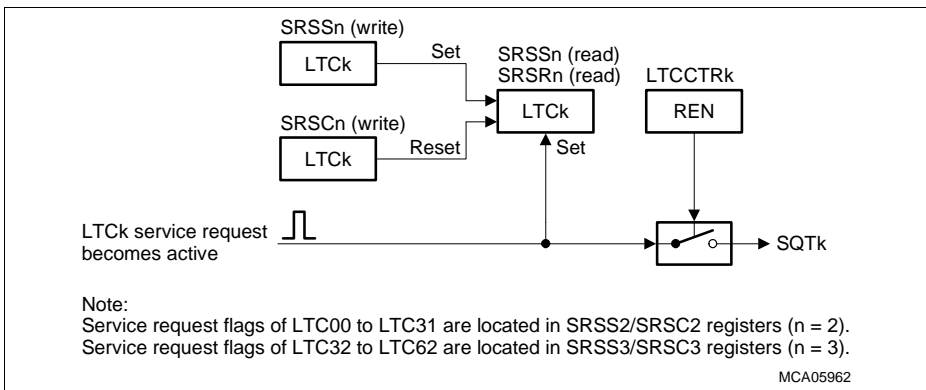 SRSSn (write)
LTCk
Set
SRSSn (read)
SRSRn (read)
LTCk
LTCCTRk
REN
SRSCn (write)
LTCk
Reset
Set
LTCk service request
becomes active
SQTk
Note:
Service request flags of LTC00 to LTC31 are located in SRSS2/SRSC2 registers (n = 2).
Service request flags of LTC32 to LTC62 are located in SRSS3/SRSC3 registers (n = 3).
MCA05962